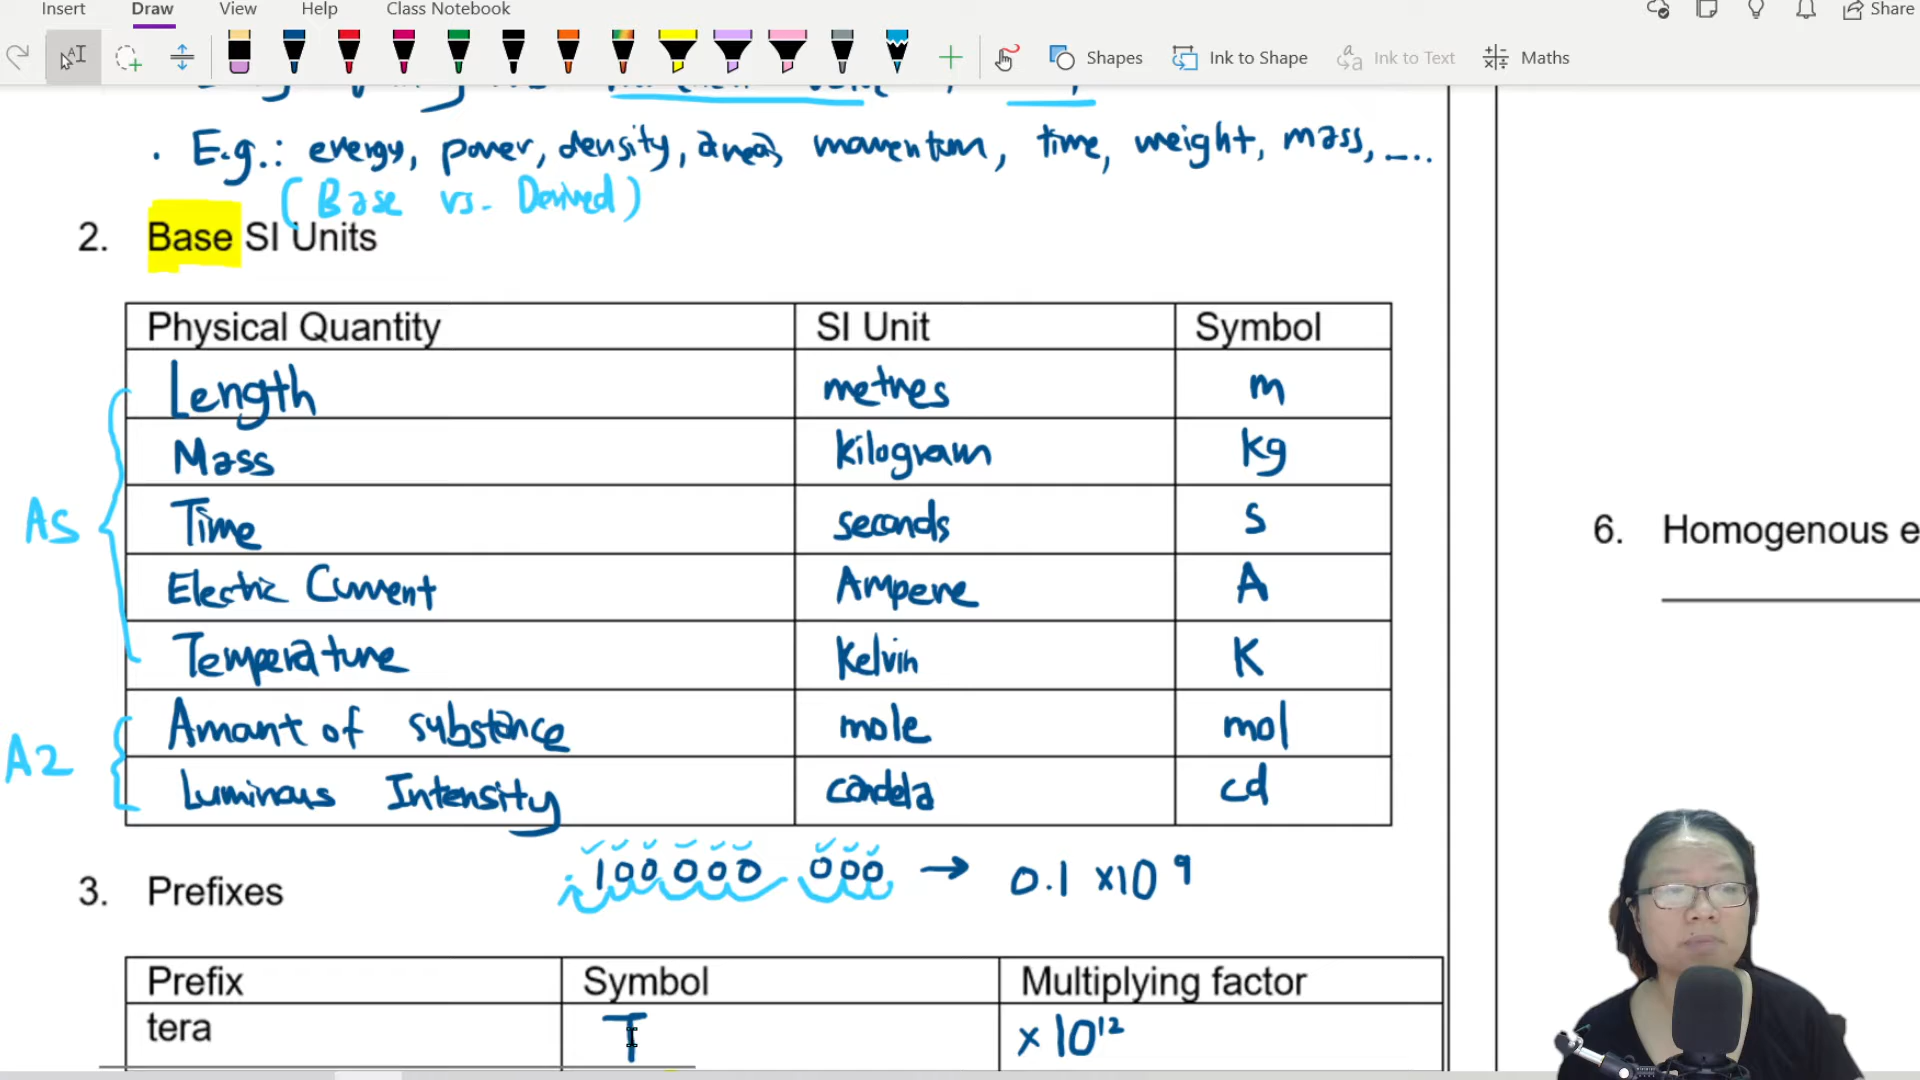 Insert Draw View Help Class Notebook Share
Shapes Ink to Shape Ink to Text Maths
. E.g.: energy, power, density, area, momentum, time, weight, mass, ....
(Base vs. Derived)
2. Base SI Units
Physical Quantity SI Unit Symbol
Length metres m
Mass kilogram kg
AS
Time seconds s
Electric Current Ampere A
Temperature Kelvin K
Amount of substance mole mol
A2
Luminous Intensity candela cd
3. Prefixes
100 000 000 → 0.1 ×10⁹
Prefix Symbol Multiplying factor
tera T × 10¹²
6. Homogenous e